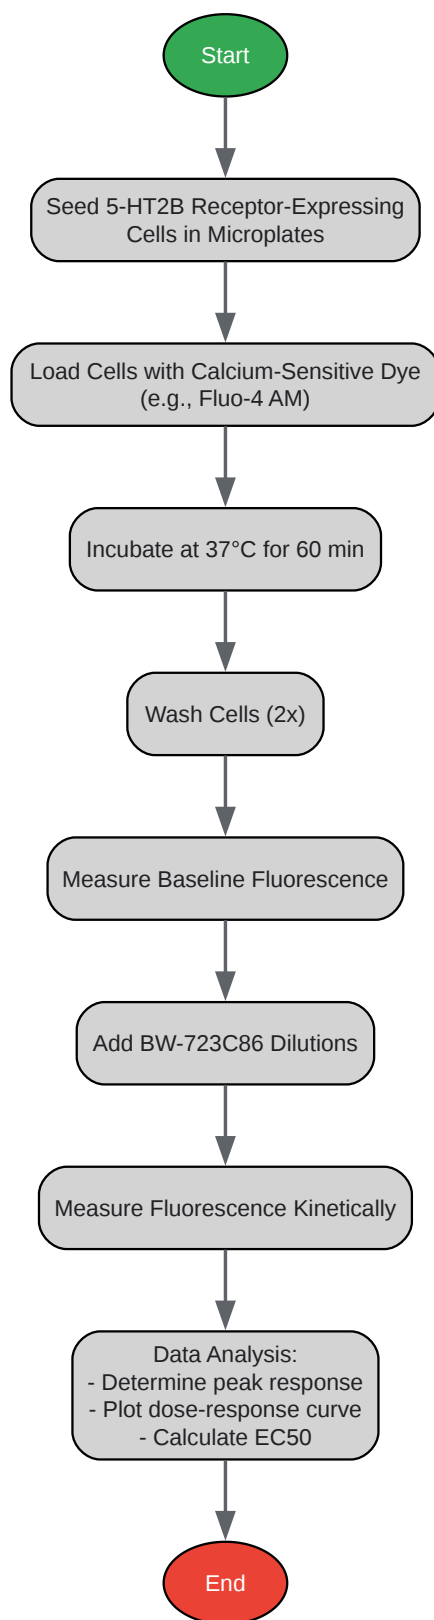 Start
Seed 5-HT2B Receptor-Expressing
Cells in Microplates
Load Cells with Calcium-Sensitive Dye
(e.g., Fluo-4 AM)
Incubate at 37°C for 60 min
Wash Cells (2x)
Measure Baseline Fluorescence
Add BW-723C86 Dilutions
Measure Fluorescence Kinetically
Data Analysis:
- Determine peak response
- Plot dose-response curve
- Calculate EC50
End